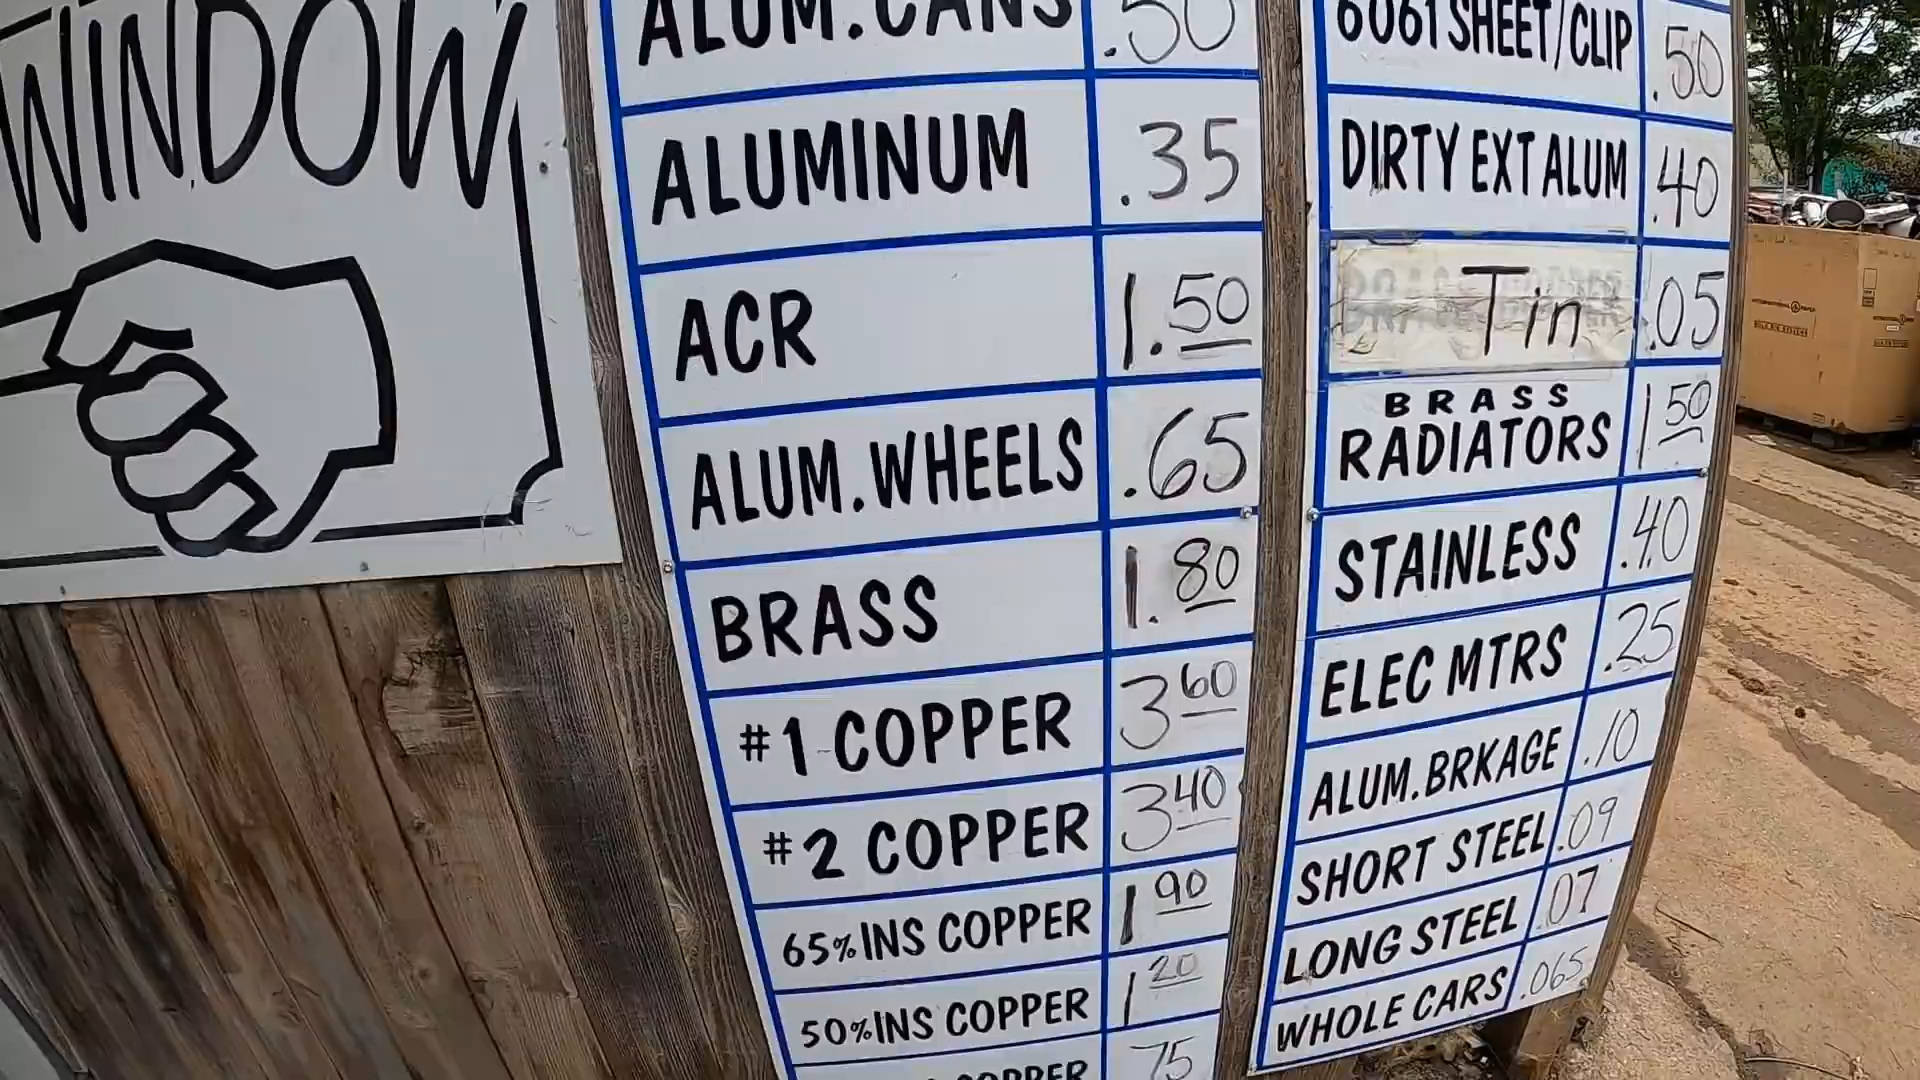 WINDOW
ALUM. CANS .50
ALUMINUM .35
ACR 1.50
ALUM. WHEELS .65
BRASS 1.80
#1 COPPER 3 60
#2 COPPER 3 40
65% INS COPPER 1 90
50% INS COPPER 1 20
COPPER 75
6061 SHEET/CLIP .50
DIRTY EXT ALUM .40
Tin .05
BRASS
RADIATORS 1 50
STAINLESS .40
ELEC MTRS .25
ALUM. BRKAGE .10
SHORT STEEL .09
LONG STEEL .07
WHOLE CARS .065